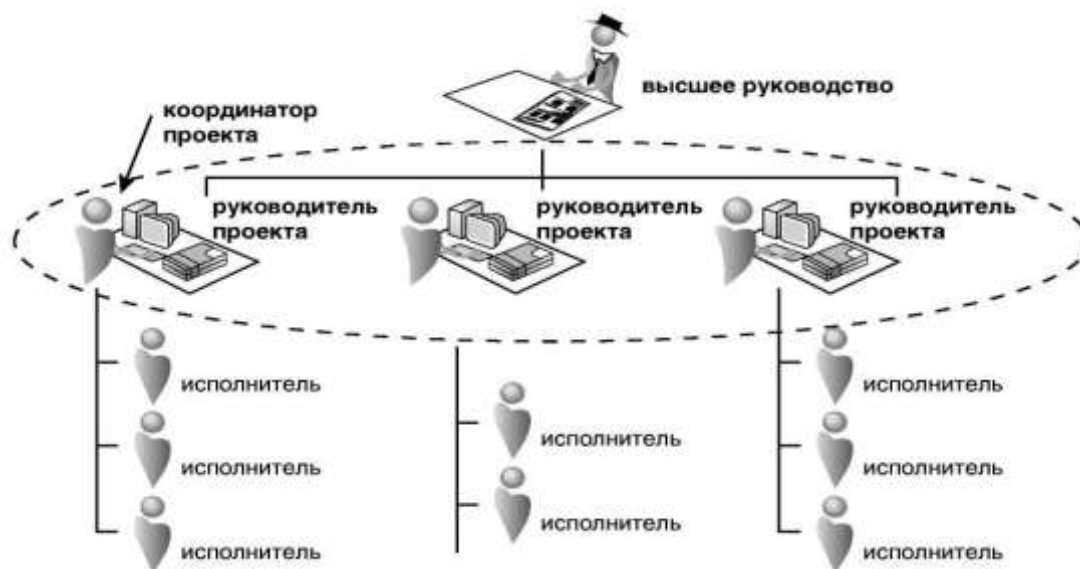 высшее руководство
координатор
проекта
руководитель
проекта
руководитель
проекта
руководитель
проекта
исполнитель
исполнитель
исполнитель
исполнитель
исполнитель
исполнитель
исполнитель
исполнитель